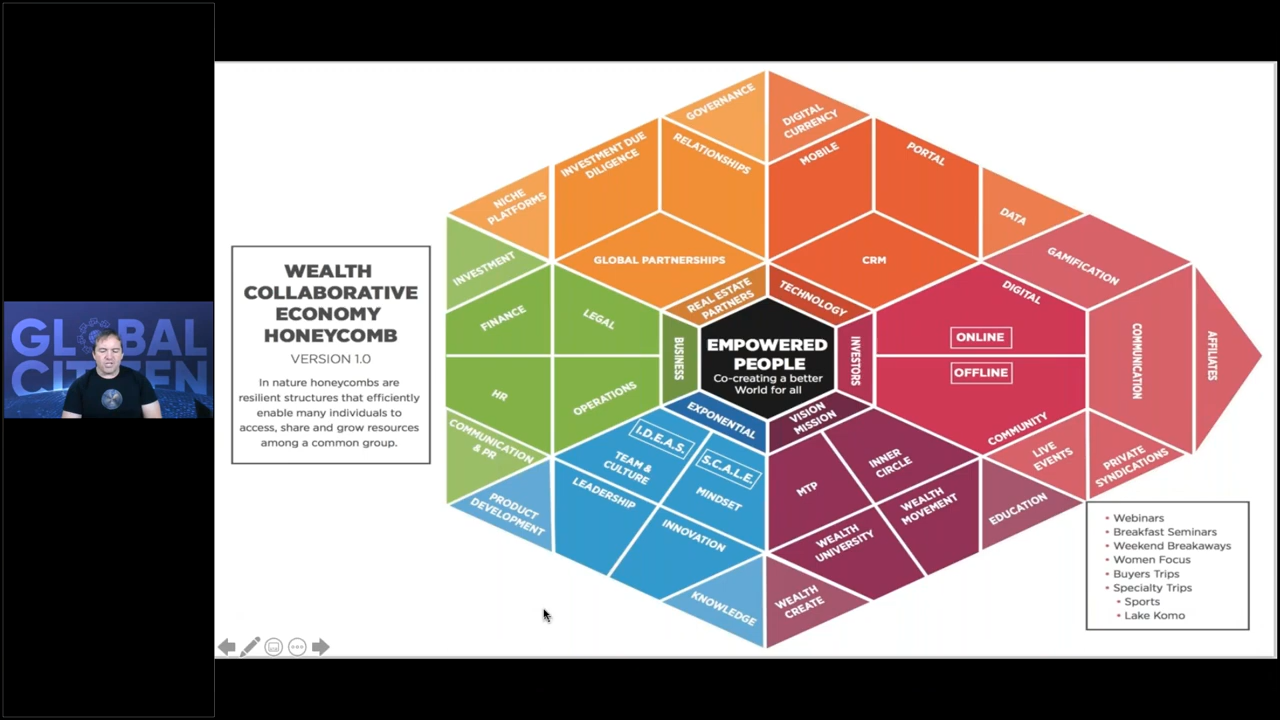 GLOBAL
CITIZEN
WEALTH
COLLABORATIVE
ECONOMY
HONEYCOMB
VERSION 1.0
In nature honeycombs are
resilient structures that efficiently
enable many individuals to
access, share and grow resources
among a common group.
GOVERNANCE
DIGITAL
CURRENCY
INVESTMENT DUE
DILIGENCE
RELATIONSHIPS
MOBILE
PORTAL
NICHE
PLATFORMS
DATA
GLOBAL PARTNERSHIPS
CRM
GAMIFICATION
INVESTMENT
REAL ESTATE
PARTNERS
TECHNOLOGY
DIGITAL
FINANCE
LEGAL
BUSINESS
EMPOWERED
PEOPLE
Co-creating a better
World for all
INVESTORS
ONLINE
OFFLINE
COMMUNICATION
AFFILIATES
HR
OPERATIONS
EXPONENTIAL
VISION
MISSION
COMMUNITY
COMMUNICATION
& PR
I.D.E.A.S.
TEAM &
CULTURE
S.C.A.L.E.
MINDSET
MTP
INNER
CIRCLE
LIVE
EVENTS
PRIVATE
SYNDICATIONS
PRODUCT
DEVELOPMENT
LEADERSHIP
INNOVATION
WEALTH
UNIVERSITY
WEALTH
MOVEMENT
EDUCATION
KNOWLEDGE
WEALTH
CREATE
• Webinars
• Breakfast Seminars
• Weekend Breakaways
• Women Focus
• Buyers Trips
• Specialty Trips
• Sports
• Lake Komo